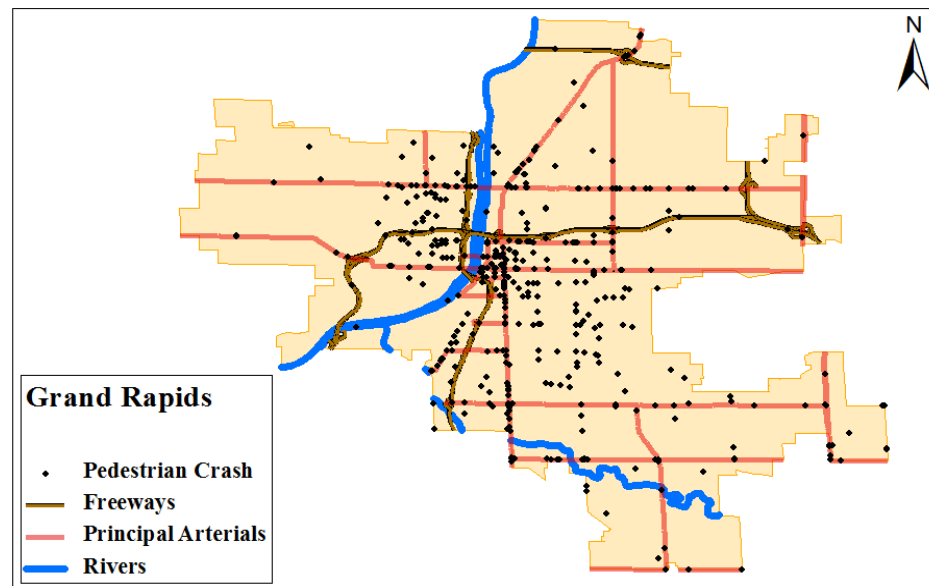 N
Grand Rapids
Pedestrian Crash
Freeways
Principal Arterials
Rivers